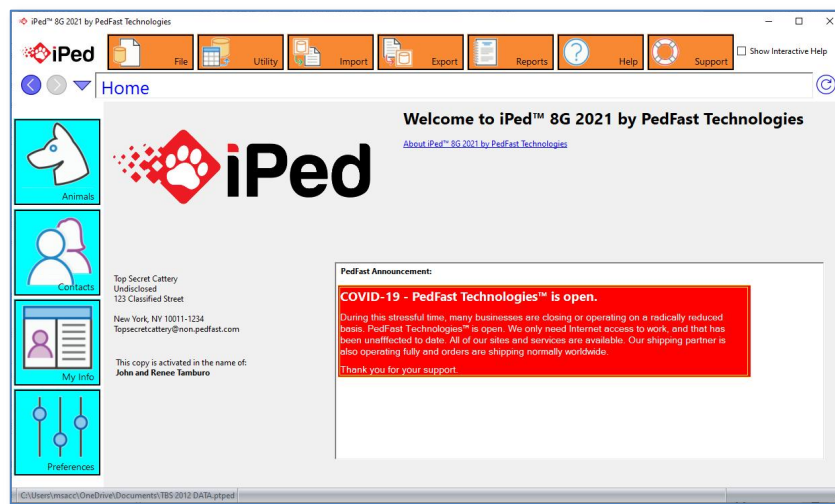 iPed™ 8G 2021 by PedFast Technologies
iPed
File
Utility
Import
Export
Reports
Help
Support
Show Interactive Help
Home
Welcome to iPed™ 8G 2021 by PedFast Technologies
About iPed™ 8G 2021 by PedFast Technologies
iPed
Animals
Contacts
My Info
Preferences
Top Secret Cattery
Undisclosed
123 Classified Street
New York, NY 10011-1234
Topsecretcattery@non.pedfast.com
This copy is activated in the name of:
John and Renee Tamburo
PedFast Announcement:
COVID-19 - PedFast Technologies™ is open.
During this stressful time, many businesses are closing or operating on a radically reduced
basis. PedFast Technologies™ is open. We only need Internet access to work, and that has
been unafffected to date. All of our sites and services are available. Our shipping partner is
also operating fully and orders are shipping normally worldwide.
Thank you for your support.
C:\Users\msacc\OneDrive\Documents\TBS 2012 DATA.ptped